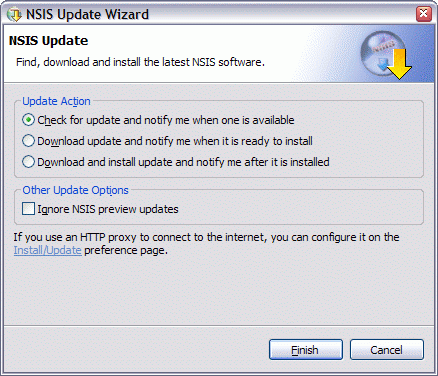 NSIS Update Wizard
NSIS Update
Find, download and install the latest NSIS software.
Update Action
Check for update and notify me when one is available
Download update and notify me when it is ready to install
Download and install update and notify me after it is installed
Other Update Options
Ignore NSIS preview updates
If you use an HTTP proxy to connect to the internet, you can configure it on the
Install/Update preference page.
Finish
Cancel